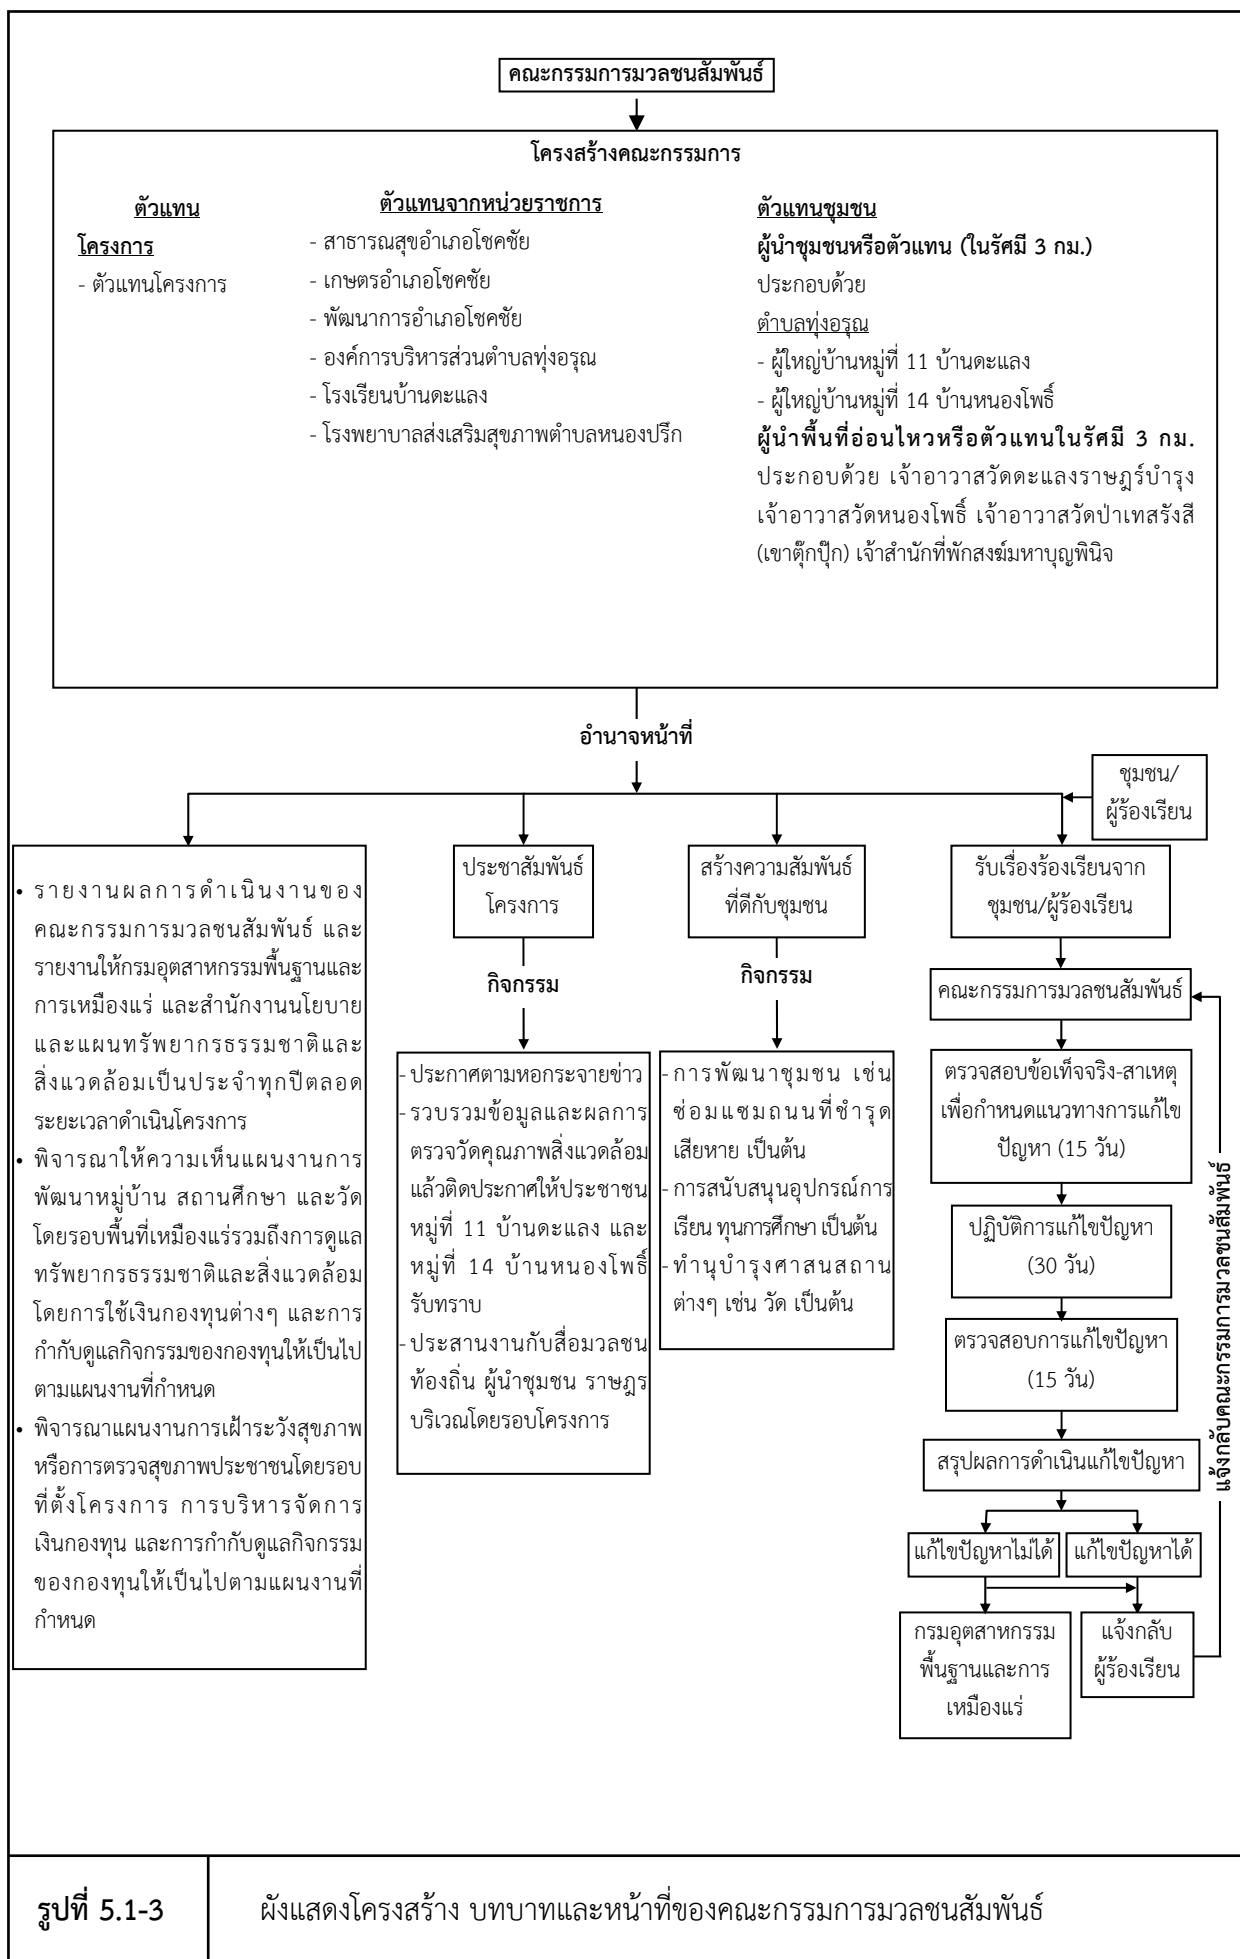 คณะกรรมการมวลชนสัมพันธ์
โครงสร้างคณะกรรมการ
ตัวแทน
โครงการ
- ตัวแทนโครงการ
ตัวแทนจากหน่วยราชการ
- สาธารณสุขอำเภอโชคชัย
- เกษตรอำเภอโชคชัย
- พัฒนาการอำเภอโชคชัย
- องค์การบริหารส่วนตำบลทุ่งอรุณ
- โรงเรียนบ้านดะแลง
- โรงพยาบาลส่งเสริมสุขภาพตำบลหนองปรึก
ตัวแทนชุมชน
ผู้นำชุมชนหรือตัวแทน (ในรัศมี 3 กม.)
ประกอบด้วย
ตำบลทุ่งอรุณ
- ผู้ใหญ่บ้านหมู่ที่ 11 บ้านดะแลง
- ผู้ใหญ่บ้านหมู่ที่ 14 บ้านหนองโพธิ์
ผู้นำพื้นที่อ่อนไหวหรือตัวแทนในรัศมี 3 กม.
ประกอบด้วย เจ้าอาวาสวัดดะแลงราษฎร์บำรุง
เจ้าอาวาสวัดหนองโพธิ์ เจ้าอาวาสวัดป่าเทสรังสี
(เขาตุ๊กปุ๊ก) เจ้าสำนักที่พักสงฆ์มหาบุญพินิจ
อำนาจหน้าที่
ชุมชน/
ผู้ร้องเรียน
• รายงานผลการดำเนินงานของ
คณะกรรมการมวลชนสัมพันธ์ และ
รายงานให้กรมอุตสาหกรรมพื้นฐานและ
การเหมืองแร่ และสำนักงานนโยบาย
และแผนทรัพยากรธรรมชาติและ
สิ่งแวดล้อมเป็นประจำทุกปีตลอด
ระยะเวลาดำเนินโครงการ
• พิจารณาให้ความเห็นแผนงานการ
พัฒนาหมู่บ้าน สถานศึกษา และวัด
โดยรอบพื้นที่เหมืองแร่รวมถึงการดูแล
ทรัพยากรธรรมชาติและสิ่งแวดล้อม
โดยการใช้เงินกองทุนต่างๆ และการ
กำกับดูแลกิจกรรมของกองทุนให้เป็นไป
ตามแผนงานที่กำหนด
• พิจารณาแผนงานการเฝ้าระวังสุขภาพ
หรือการตรวจสุขภาพประชาชนโดยรอบ
ที่ตั้งโครงการ การบริหารจัดการ
เงินกองทุน และการกำกับดูแลกิจกรรม
ของกองทุนให้เป็นไปตามแผนงานที่
กำหนด
ประชาสัมพันธ์
โครงการ
กิจกรรม
- ประกาศตามหอกระจายข่าว
- รวบรวมข้อมูลและผลการ
ตรวจวัดคุณภาพสิ่งแวดล้อม
แล้วติดประกาศให้ประชาชน
หมู่ที่ 11 บ้านดะแลง และ
หมู่ที่ 14 บ้านหนองโพธิ์
รับทราบ
- ประสานงานกับสื่อมวลชน
ท้องถิ่น ผู้นำชุมชน ราษฎร
บริเวณโดยรอบโครงการ
สร้างความสัมพันธ์
ที่ดีกับชุมชน
กิจกรรม
- การพัฒนาชุมชน เช่น
ซ่อมแซมถนนที่ชำรุด
เสียหาย เป็นต้น
- การสนับสนุนอุปกรณ์การ
เรียน ทุนการศึกษา เป็นต้น
- ทำนุบำรุงศาสนสถาน
ต่างๆ เช่น วัด เป็นต้น
รับเรื่องร้องเรียนจาก
ชุมชน/ผู้ร้องเรียน
คณะกรรมการมวลชนสัมพันธ์
ตรวจสอบข้อเท็จจริง-สาเหตุ
เพื่อกำหนดแนวทางการแก้ไข
ปัญหา (15 วัน)
ปฏิบัติการแก้ไขปัญหา
(30 วัน)
ตรวจสอบการแก้ไขปัญหา
(15 วัน)
สรุปผลการดำเนินแก้ไขปัญหา
แก้ไขปัญหาไม่ได้
แก้ไขปัญหาได้
กรมอุตสาหกรรม
พื้นฐานและการ
เหมืองแร่
แจ้งกลับ
ผู้ร้องเรียน
แจ้งกลับคณะกรรมการมวลชนสัมพันธ์
รูปที่ 5.1-3
ผังแสดงโครงสร้าง บทบาทและหน้าที่ของคณะกรรมการมวลชนสัมพันธ์